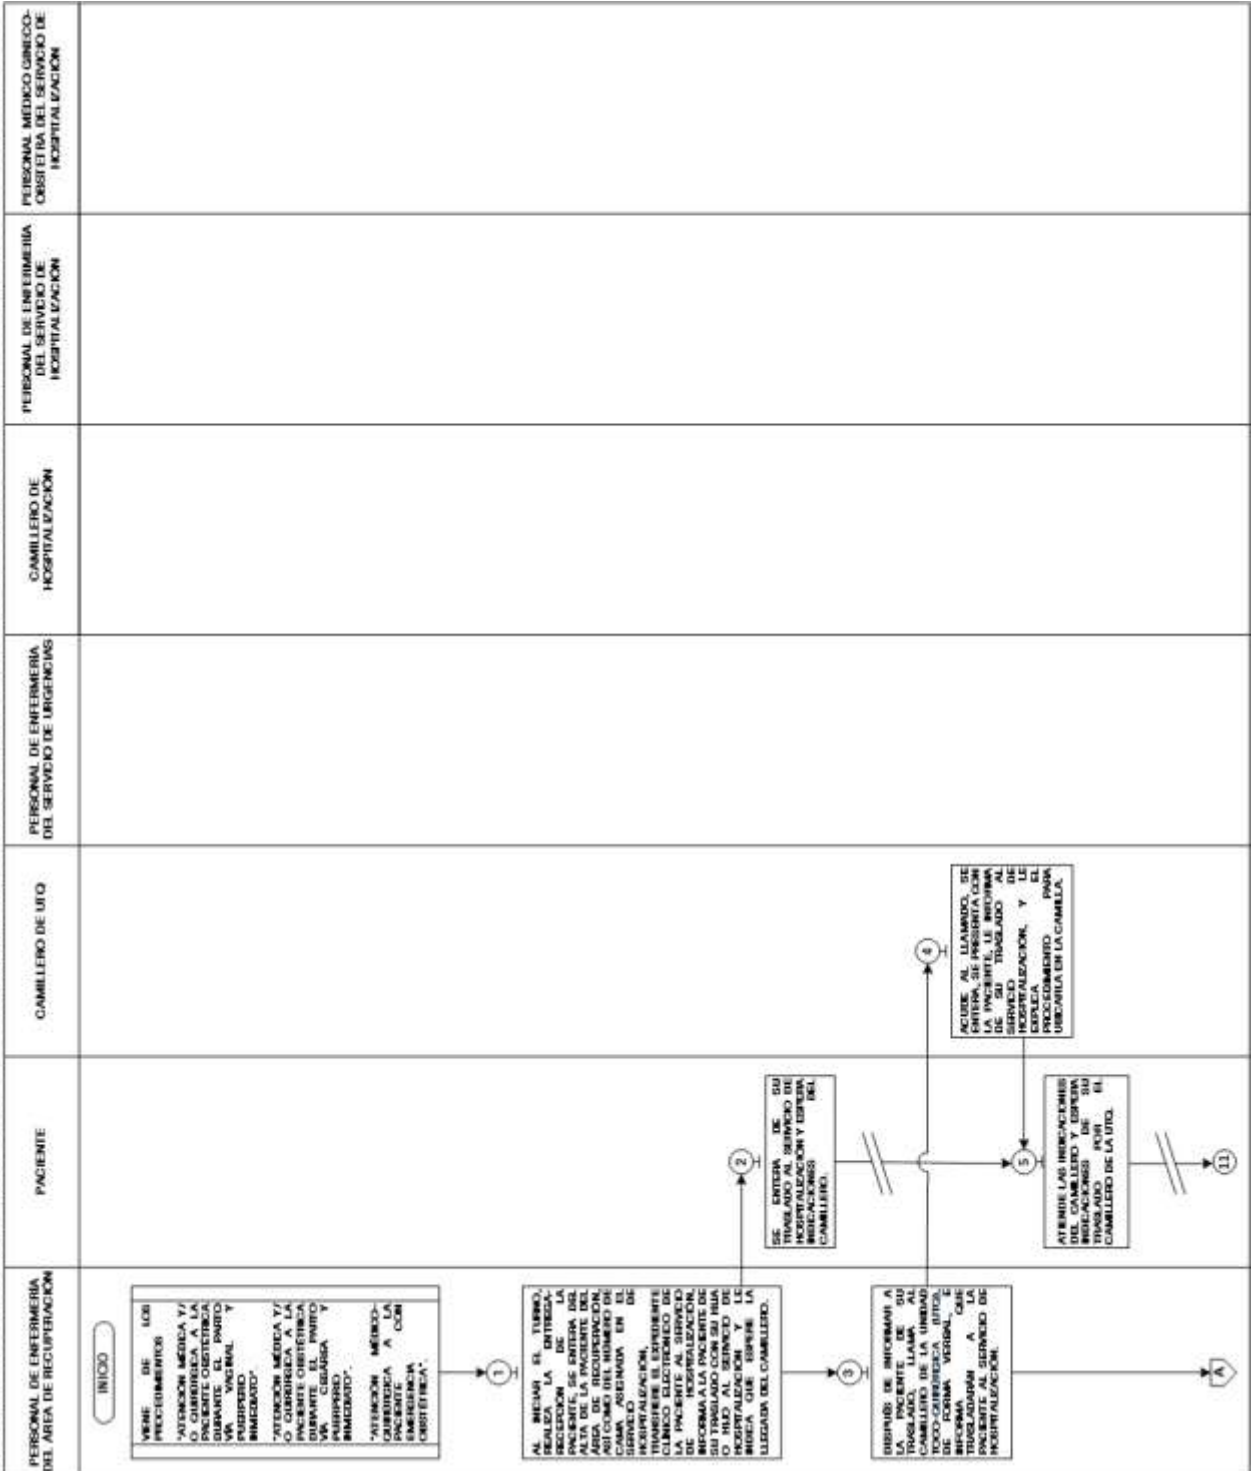 PERSONAL DE ENFERMERÍA
DEL ÁREA DE RECUPERACIÓN
PACIENTE
CAMILLERO DE UTQ
PERSONAL DE ENFERMERÍA
DEL SERVICIO DE URGENCIAS
CAMILLERO DE
HOSPITALIZACIÓN
PERSONAL DE ENFERMERÍA
DEL SERVICIO DE
HOSPITALIZACIÓN
PERSONAL MÉDICO GINECO-
OBSTETRA DEL SERVICIO DE
HOSPITALIZACIÓN
INICIO
VIENE DE LOS
PROCEDIMIENTOS
"ATENCIÓN MÉDICA Y/
O QUIRÚRGICA A LA
PACIENTE OBSTÉTRICA
DURANTE EL PARTO
VÍA VAGINAL Y
PUERPERIO
INMEDIATO".
"ATENCIÓN MÉDICA Y/
O QUIRÚRGICA A LA
PACIENTE OBSTÉTRICA
DURANTE EL PARTO
VÍA CESÁREA Y
PUERPERIO
INMEDIATO".
"ATENCIÓN MÉDICO-
QUIRÚRGICA A LA
PACIENTE CON
EMERGENCIA
OBSTÉTRICA".
1
AL INICIAR EL TURNO,
REALIZA LA ENTREGA-
RECEPCIÓN DE LA
PACIENTE, SE ENTERA DEL
ALTA DE LA PACIENTE DEL
ÁREA DE RECUPERACIÓN,
ASÍ COMO DEL NÚMERO DE
CAMA ASIGNADA EN EL
SERVICIO DE
HOSPITALIZACIÓN,
TRANSFIERE EL EXPEDIENTE
CLÍNICO ELECTRÓNICO DE
LA PACIENTE AL SERVICIO
DE HOSPITALIZACIÓN,
INFORMA A LA PACIENTE DE
SU TRASLADO CON SU HIJA
O HIJO AL SERVICIO DE
HOSPITALIZACIÓN Y LE
INDICA QUE ESPERE LA
LLEGADA DEL CAMILLERO.
2
SE ENTERA DE SU
TRASLADO AL SERVICIO DE
HOSPITALIZACIÓN Y ESPERA
INDICACIONES DEL
CAMILLERO.
3
DESPUÉS DE INFORMAR A
LA PACIENTE DE SU
TRASLADO, LLAMA AL
CAMILLERO DE LA UNIDAD
TOCO-QUIRÚRGICA (UTQ),
DE FORMA VERBAL, E
INFORMA QUE
TRASLADARÁN A LA
PACIENTE AL SERVICIO DE
HOSPITALIZACIÓN.
4
ACUDE AL LLAMADO, SE
ENTERA, SE PRESENTA CON
LA PACIENTE, LE INFORMA
DE SU TRASLADO AL
SERVICIO DE
HOSPITALIZACIÓN, Y LE
EXPLICA EL
PROCEDIMIENTO PARA
UBICARLA EN LA CAMILLA.
5
ATIENDE LAS INDICACIONES
DEL CAMILLERO Y ESPERA
INDICACIONES DE SU
TRASLADO POR EL
CAMILLERO DE LA UTQ.
11
A